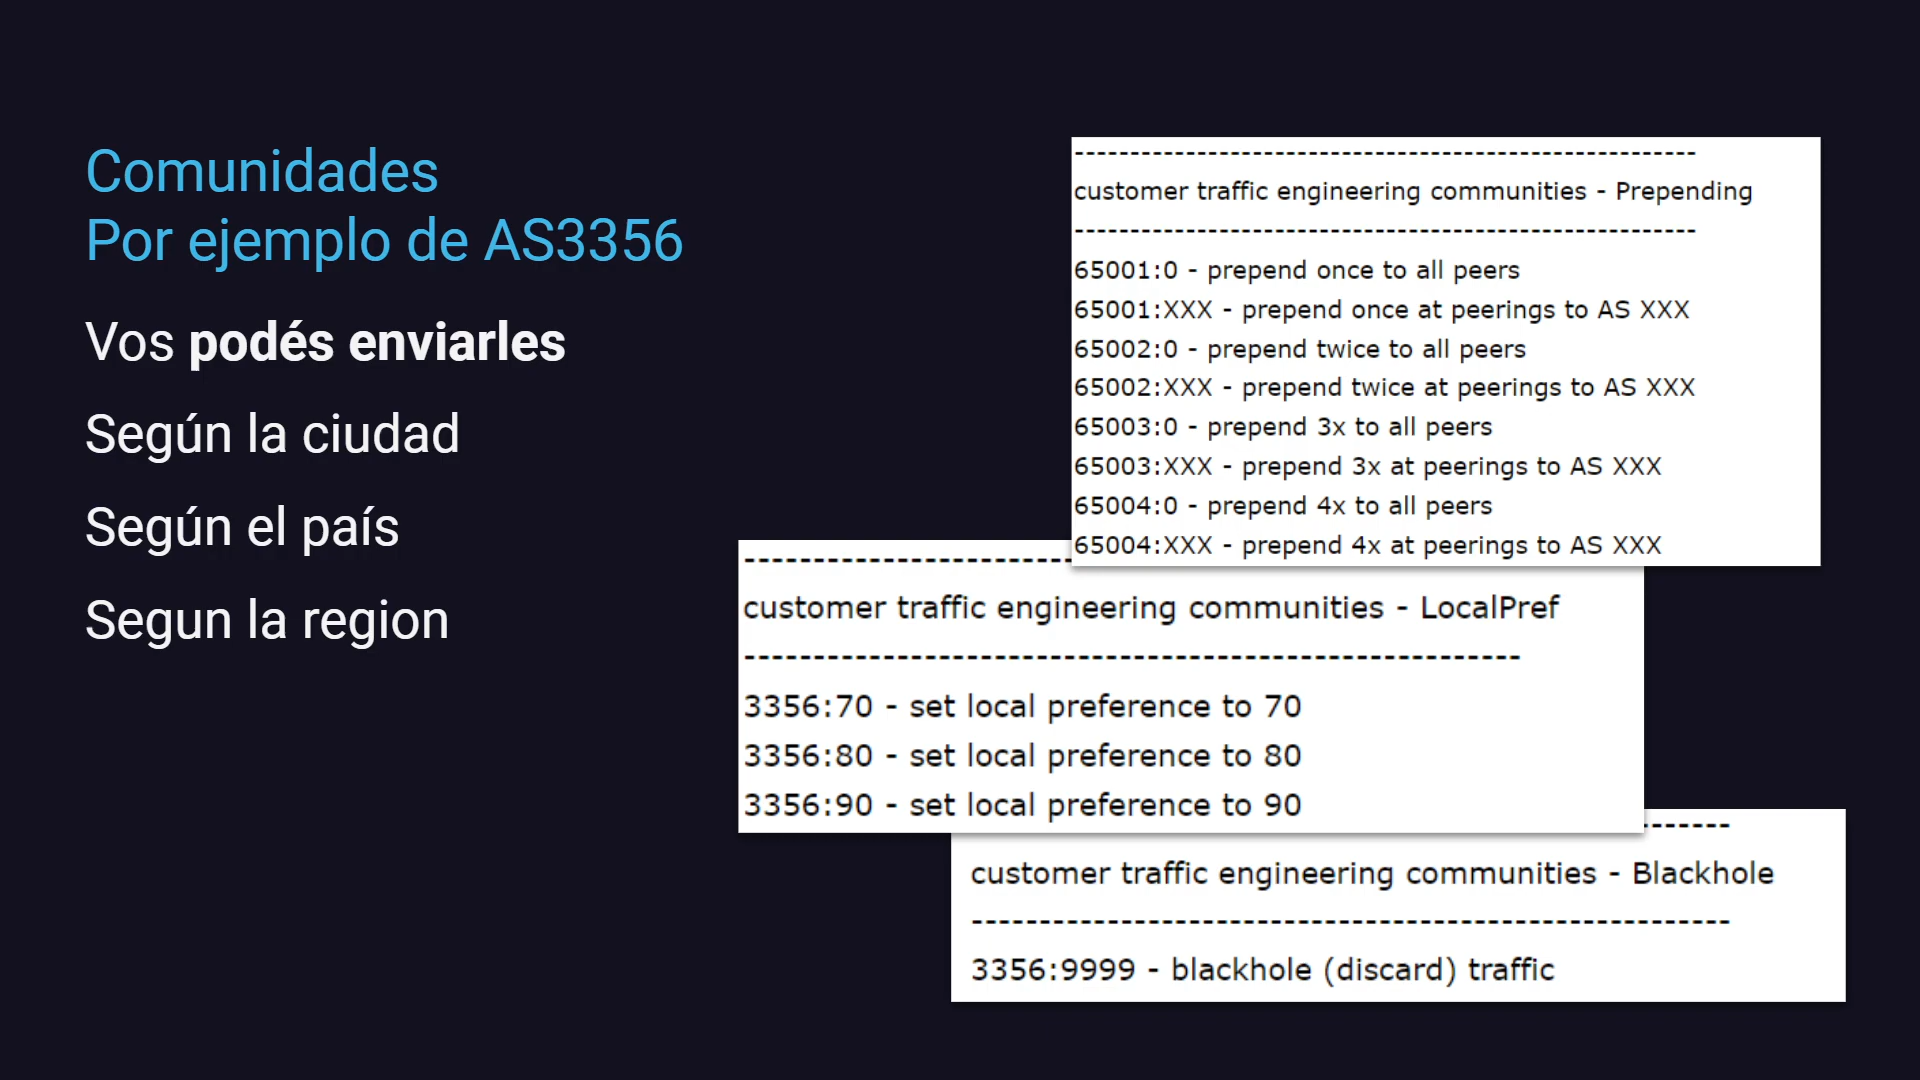 Comunidades
Por ejemplo de AS3356
Vos podés enviarles
Según la ciudad
Según el país
Segun la region
--------------------------------------------------------
customer traffic engineering communities - Prepending
--------------------------------------------------------
65001:0 - prepend once to all peers
65001:XXX - prepend once at peerings to AS XXX
65002:0 - prepend twice to all peers
65002:XXX - prepend twice at peerings to AS XXX
65003:0 - prepend 3x to all peers
65003:XXX - prepend 3x at peerings to AS XXX
65004:0 - prepend 4x to all peers
65004:XXX - prepend 4x at peerings to AS XXX
------------------------
customer traffic engineering communities - LocalPref
--------------------------------------------------------
3356:70 - set local preference to 70
3356:80 - set local preference to 80
3356:90 - set local preference to 90
-------
customer traffic engineering communities - Blackhole
--------------------------------------------------------
3356:9999 - blackhole (discard) traffic